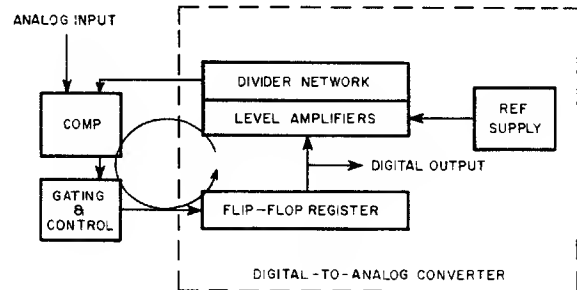 ANALOG INPUT
DIVIDER NETWORK
LEVEL AMPLIFIERS
REF
SUPPLY
COMP
DIGITAL OUTPUT
GATING
&
CONTROL
FLIP-FLOP REGISTER
DIGITAL-TO-ANALOG CONVERTER